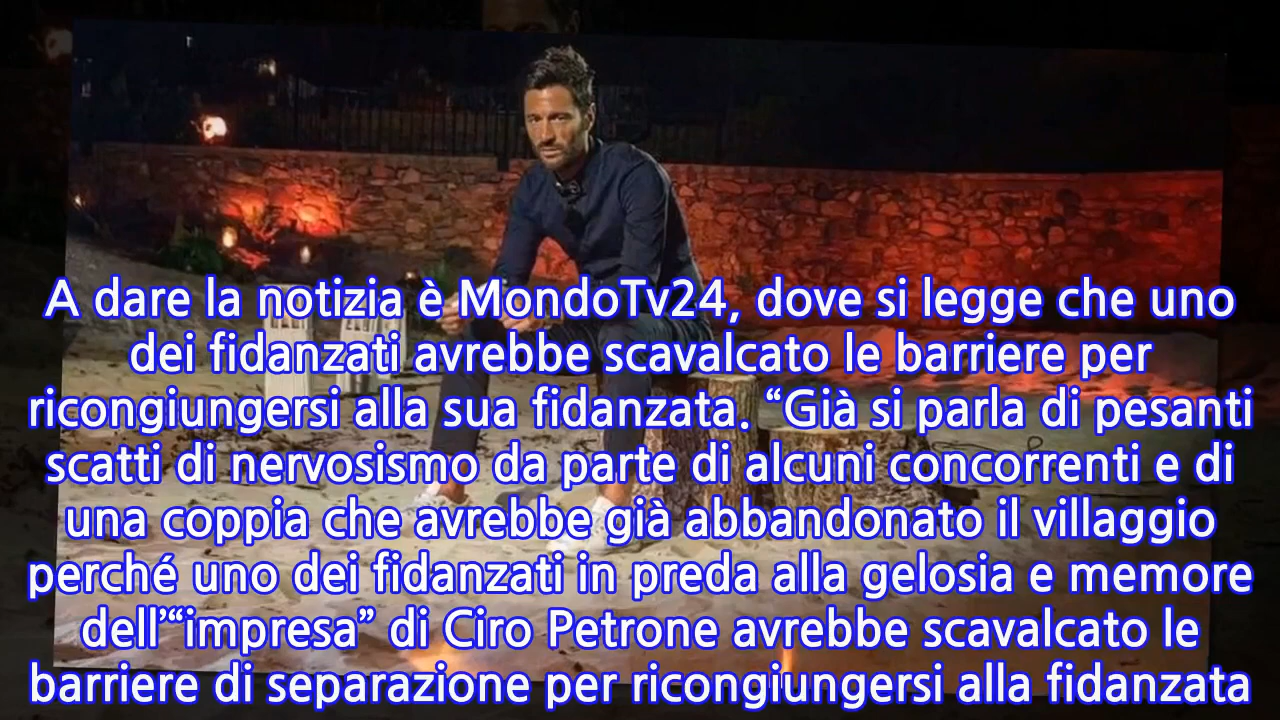 A dare la notizia è MondoTv24, dove si legge che uno
dei fidanzati avrebbe scavalcato le barriere per
ricongiungersi alla sua fidanzata. “Già si parla di pesanti
scatti di nervosismo da parte di alcuni concorrenti e di
una coppia che avrebbe già abbandonato il villaggio
perché uno dei fidanzati in preda alla gelosia e memore
dell’“impresa” di Ciro Petrone avrebbe scavalcato le
barriere di separazione per ricongiungersi alla fidanzata